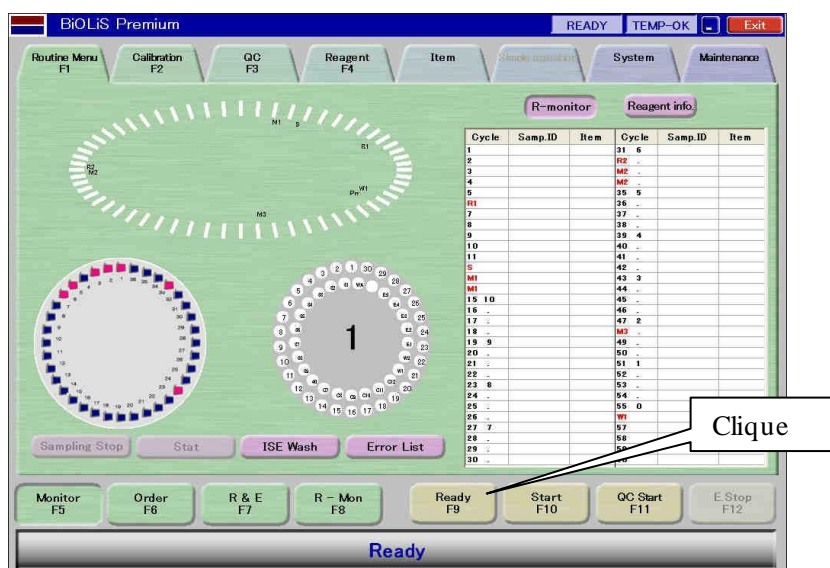 BiOLiS Premium READY TEMP-OK Exit
Routine Menu Calibration QC Reagent Item System Maintenance
F1 F2 F3 F4
R-monitor Reagent info.
M1 S
R1
R2
M2
W1
M3
Cycle Samp.ID Item Cycle Samp.ID Item
1 31 6
2 R2 .
3 M2 .
4 M2 .
5 35 5
R1 36 .
7 37 .
8 38 .
9 39 4
10 40 .
11 41 .
S 42 .
M1 43 3
M1 44 .
15 10 45 .
16 . 46 .
17 . 47 2
18 . M3 .
19 9 49 .
20 . 50 .
21 . 51 1
22 . 52 .
23 8 53 .
24 . 54 .
25 . 55 0
26 . W1
27 7 57
28 . 58
29 .
30 .
1
Clique
Sampling Stop Stat ISE Wash Error List
Monitor Order R & E R - Mon Ready Start QC Start E.Stop
F5 F6 F7 F8 F9 F10 F11 F12
Ready